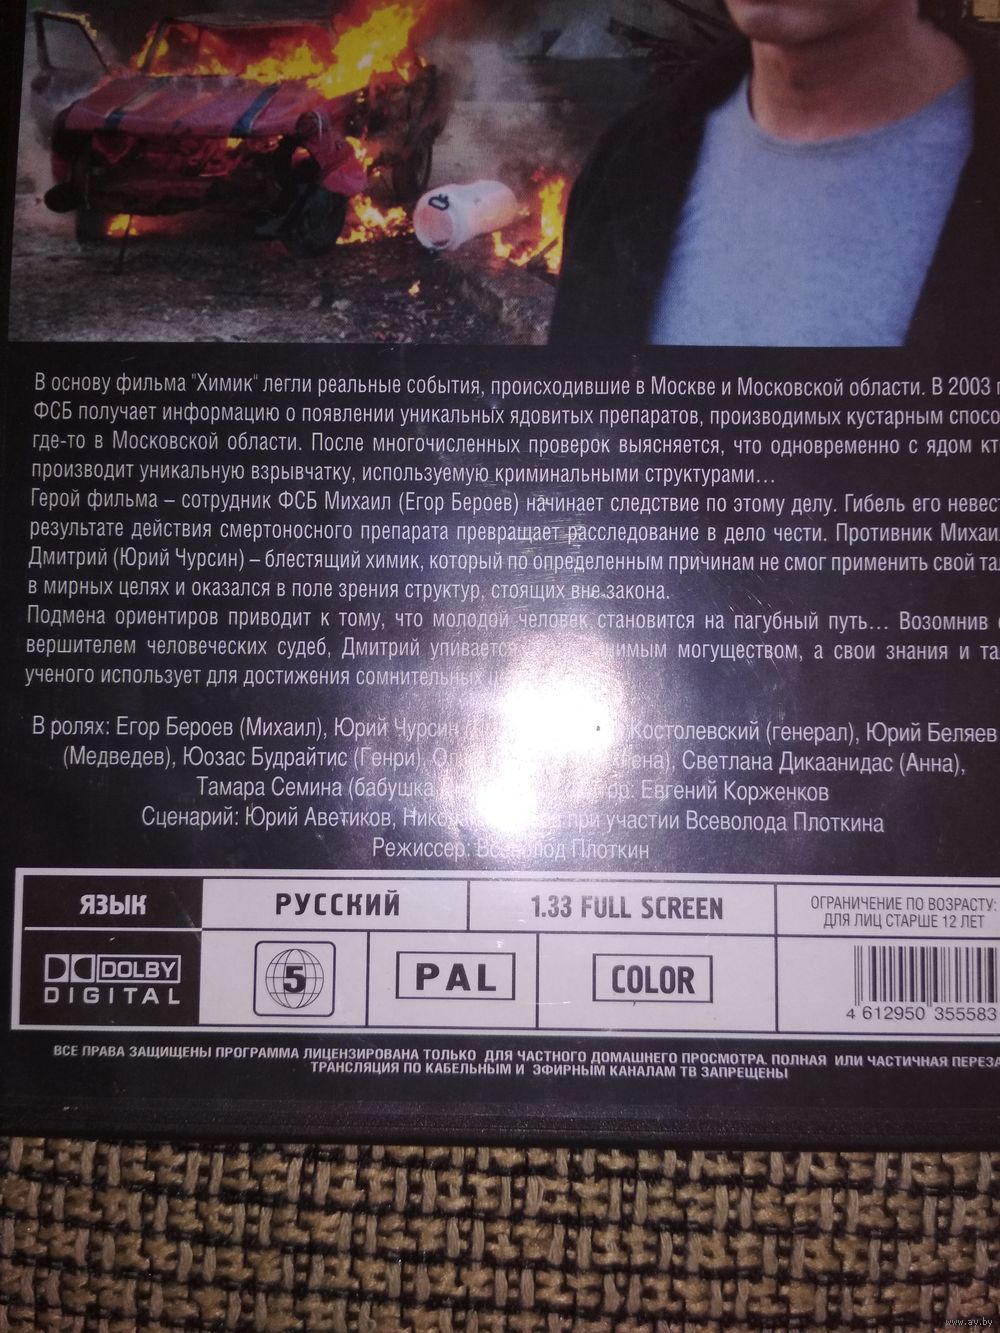 В основу фильма "Химик" легли реальные события, происходившие в Москве и Московской области. В 2003 г
ФСБ получает информацию о появлении уникальных ядовитых препаратов, производимых кустарным спосо
где-то в Московской области. После многочисленных проверок выясняется, что одновременно с ядом кт
производит уникальную взрывчатку, используемую криминальными структурами...
Герой фильма – сотрудник ФСБ Михаил (Егор Бероев) начинает следствие по этому делу. Гибель его невест
результате действия смертоносного препарата превращает расследование в дело чести. Противник Михаил
Дмитрий (Юрий Чурсин) – блестящий химик, который по определенным причинам не смог применить свой тал
в мирных целях и оказался в поле зрения структур, стоящих вне закона.
Подмена ориентиров приводит к тому, что молодой человек становится на пагубный путь... Возомнив с
вершителем человеческих судеб, Дмитрий упивается могуществом, а свои знания и тал
ученого использует для достижения сомнительных
В ролях: Егор Бероев (Михаил), Юрий Чурсин Костолевский (генерал), Юрий Беляев
(Медведев), Юозас Будрайтис (Генри), Светлана Дикаанидас (Анна),
Тамара Семина (бабушка Евгений Корженков
Сценарий: Юрий Аветиков, при участии Всеволода Плоткина
Режиссер: Всеволод Плоткин
ЯЗЫК
РУССКИЙ
1.33 FULL SCREEN
ОГРАНИЧЕНИЕ ПО ВОЗРАСТУ:
ДЛЯ ЛИЦ СТАРШЕ 12 ЛЕТ
DOLBY
DIGITAL
5
PAL
COLOR
4 612950 355583
ВСЕ ПРАВА ЗАЩИЩЕНЫ ПРОГРАММА ЛИЦЕНЗИРОВАНА ТОЛЬКО ДЛЯ ЧАСТНОГО ДОМАШНЕГО ПРОСМОТРА. ПОЛНАЯ ИЛИ ЧАСТИЧНАЯ ПЕРЕЗА
ТРАНСЛЯЦИЯ ПО КАБЕЛЬНЫМ И ЭФИРНЫМ КАНАЛАМ ТВ ЗАПРЕЩЕНЫ
www.ay.by